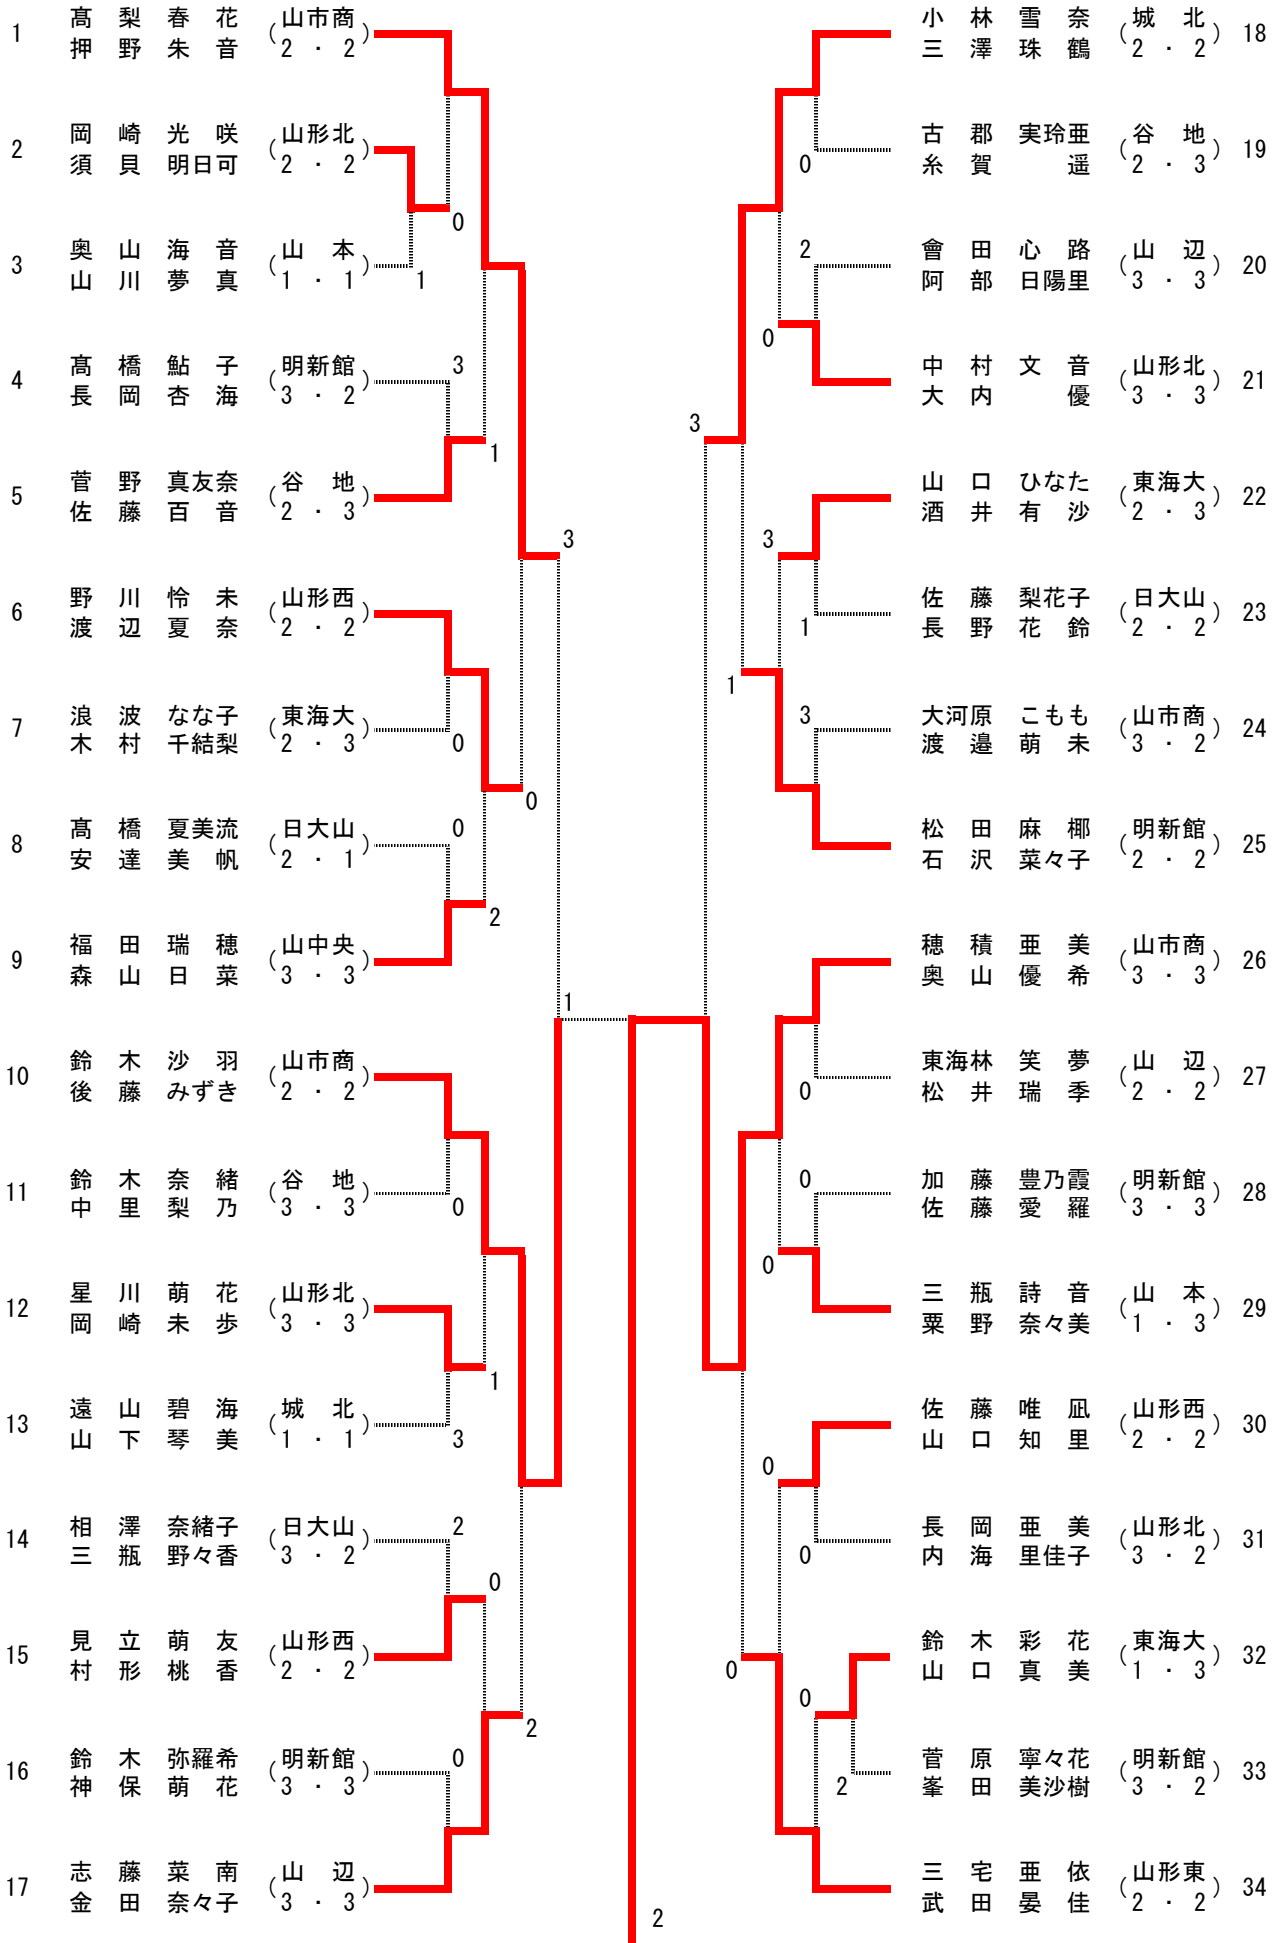 1 髙梨春花 (山市商)
押野朱音 2・2
2 岡崎光咲 (山形北)
須貝明日可 2・2
0
3 奥山海音 (山本)
山川夢真 1・1
1
4 髙橋鮎子 (明新館)
長岡杏海 3・2
3
1
5 菅野真友奈 (谷地)
佐藤百音 2・3
3
6 野川怜未 (山形西)
渡辺夏奈 2・2
7 浪波なな子 (東海大)
木村千結梨 2・3
0
0
8 髙橋夏美流 (日大山)
安達美帆 2・1
0
2
9 福田瑞穂 (山中央)
森山日菜 3・3
1
10 鈴木沙羽 (山市商)
後藤みずき 2・2
11 鈴木奈緒 (谷地)
中里梨乃 3・3
0
12 星川萌花 (山形北)
岡崎未歩 3・3
1
13 遠山碧海 (城北)
山下琴美 1・1
3
14 相澤奈緒子 (日大山)
三瓶野々香 3・2
2
0
15 見立萌友 (山形西)
村形桃香 2・2
2
16 鈴木弥羅希 (明新館)
神保萌花 3・3
0
17 志藤菜南 (山辺)
金田奈々子 3・3
2
小林雪奈 (城北) 18
三澤珠鶴 2・2
古郡実玲亜 (谷地) 19
糸賀遥 2・3
0
2
會田心路 (山辺) 20
阿部日陽里 3・3
0
中村文音 (山形北) 21
大内優 3・3
3
山口ひなた (東海大) 22
酒井有沙 2・3
3
佐藤梨花子 (日大山) 23
長野花鈴 2・2
1
1
3
大河原こもも (山市商) 24
渡邉萌未 3・2
松田麻椰 (明新館) 25
石沢菜々子 2・2
穂積亜美 (山市商) 26
奥山優希 3・3
東海林笑夢 (山辺) 27
松井瑞季 2・2
0
0
加藤豊乃霞 (明新館) 28
佐藤愛羅 3・3
0
三瓶詩音 (山本) 29
粟野奈々美 1・3
佐藤唯凪 (山形西) 30
山口知里 2・2
0
長岡亜美 (山形北) 31
内海里佳子 3・2
0
鈴木彩花 (東海大) 32
山口真美 1・3
0
0
菅原寧々花 (明新館) 33
峯田美沙樹 3・2
2
三宅亜依 (山形東) 34
武田晏佳 2・2